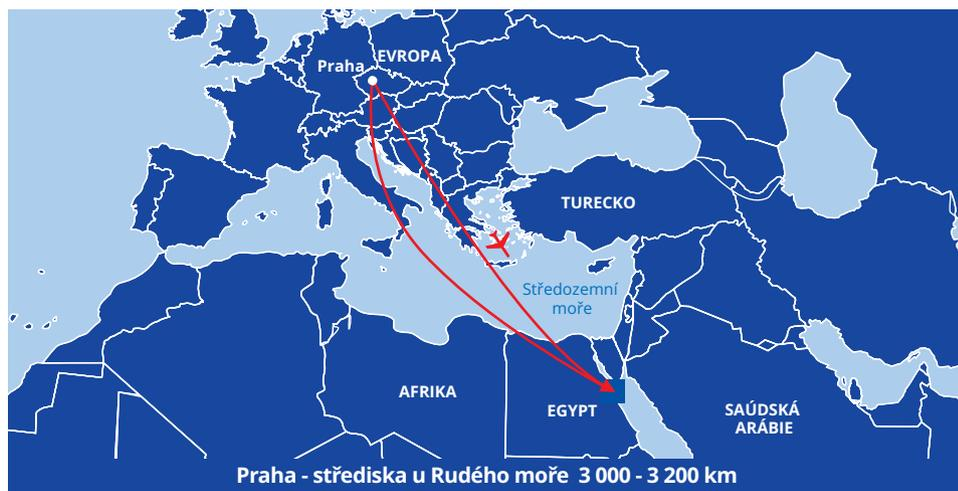 EVROPA
Praha
TURECKO
Středozemní
moře
AFRIKA
EGYPT
SAÚDSKÁ
ARÁBIE
Praha - střediska u Rudého moře 3 000 - 3 200 km